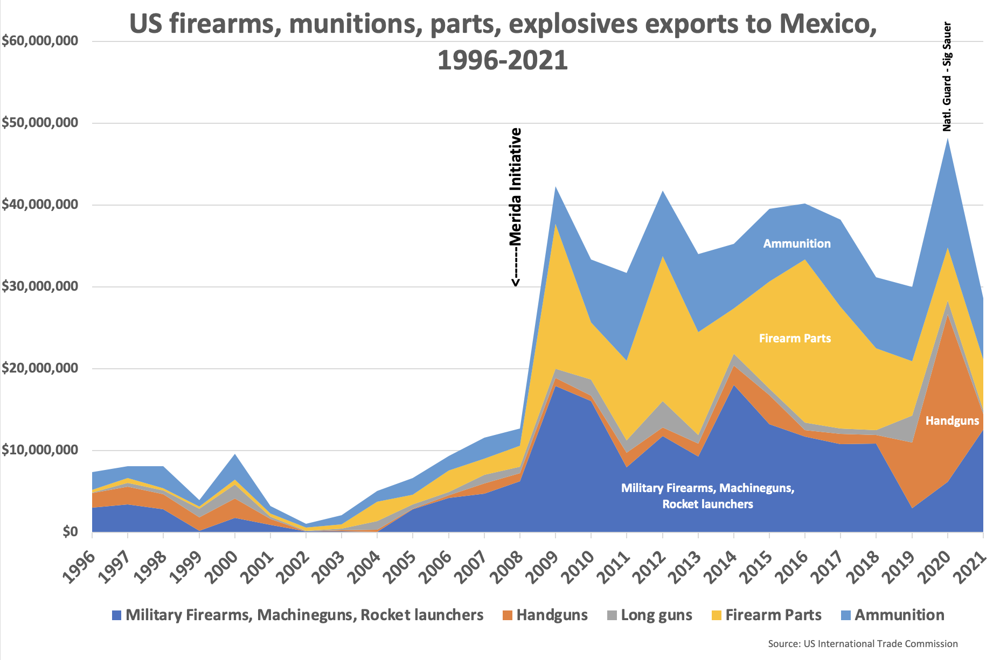 US firearms, munitions, parts, explosives exports to Mexico,
1996-2021
$60,000,000
$50,000,000
$40,000,000
$30,000,000
$20,000,000
$10,000,000
$0
<------Merida Initiative
Natl. Guard - Sig Sauer
Ammunition
Firearm Parts
Handguns
Military Firearms, Machineguns,
Rocket launchers
1996
1997
1998
1999
2000
2001
2002
2003
2004
2005
2006
2007
2008
2009
2010
2011
2012
2013
2014
2015
2016
2017
2018
2019
2020
2021
Military Firearms, Machineguns, Rocket launchers
Handguns
Long guns
Firearm Parts
Ammunition
Source: US International Trade Commission